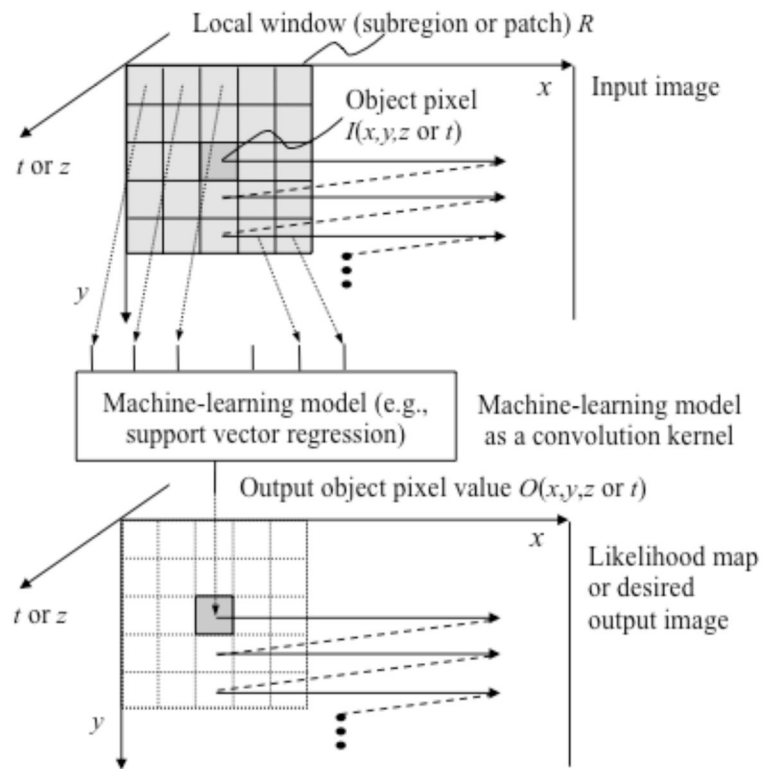 Local window (subregion or patch) R
x
Input image
Object pixel
I(x,y,z or t)
t or z
y
Machine-learning model (e.g.,
support vector regression)
Machine-learning model
as a convolution kernel
Output object pixel value O(x,y,z or t)
x
Likelihood map
or desired
output image
t or z
y